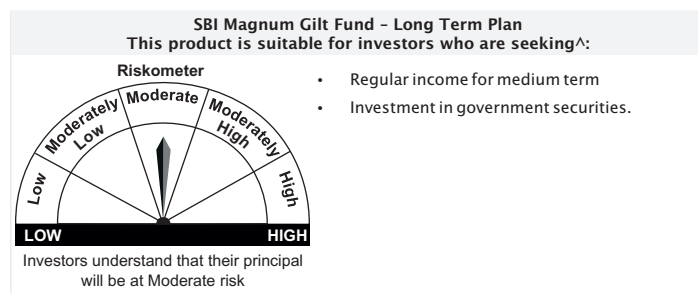 SBI Magnum Gilt Fund – Long Term Plan
This product is suitable for investors who are seeking^:
Riskometer
Low
Moderately
Low
Moderate
Moderately
High
High
LOW
HIGH
Investors understand that their principal
will be at Moderate risk
• Regular income for medium term
• Investment in government securities.